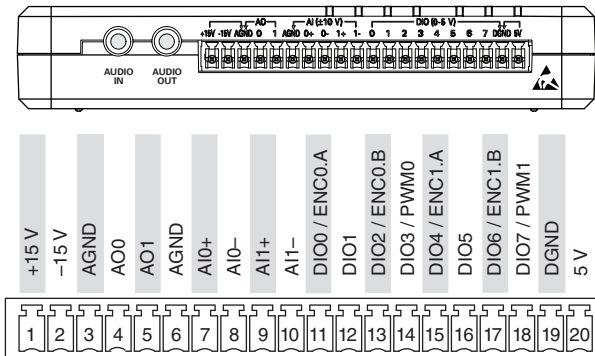 AO AI (±10 V) DIO (0-5 V)
+15V -15V AGND 0 1 AGND 0+ 0- 1+ 1- 0 1 2 3 4 5 6 7 DGND 5V
AUDIO IN
AUDIO OUT
+15 V
–15 V
AGND
AO0
AO1
AGND
AI0+
AI0–
AI1+
AI1–
DIO0 / ENC0.A
DIO1
DIO2 / ENC0.B
DIO3 / PWM0
DIO4 / ENC1.A
DIO5
DIO6 / ENC1.B
DIO7 / PWM1
DGND
5 V
1 2 3 4 5 6 7 8 9 10 11 12 13 14 15 16 17 18 19 20